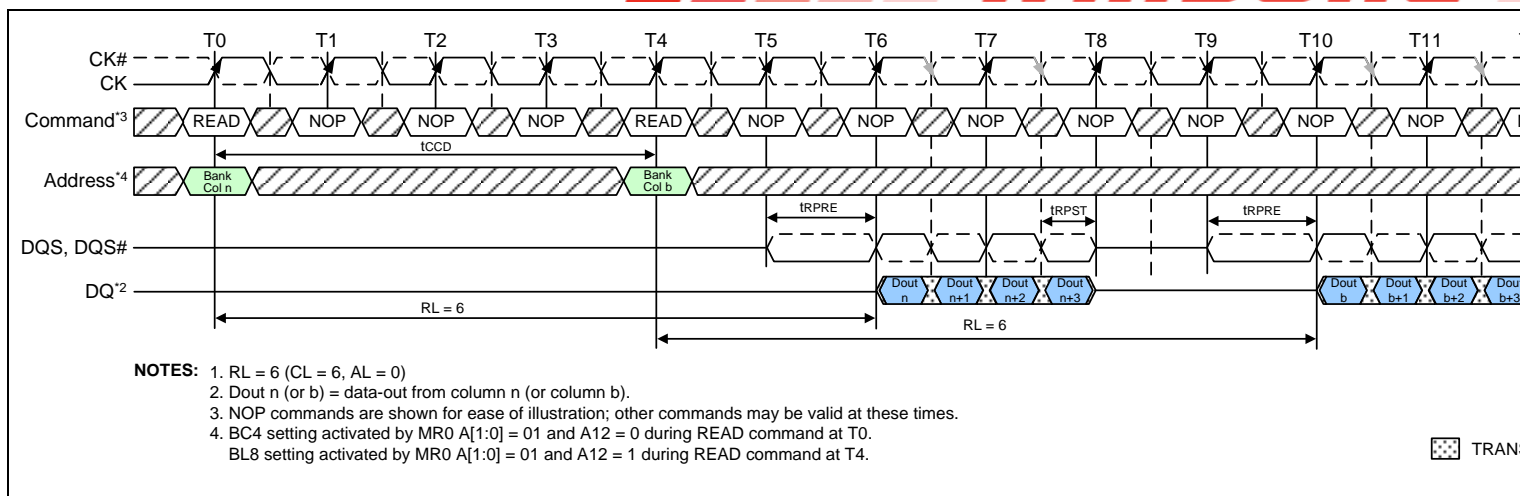 T0 T1 T2 T3 T4 T5 T6 T7 T8 T9 T10 T11
CK#
CK
Command*3 READ NOP NOP NOP READ NOP NOP NOP NOP NOP NOP NOP
tCCD
Address*4 Bank Col n Bank Col b
tRPRE tRPST tRPRE
DQS, DQS#
DQ*2 Dout n Dout n+1 Dout n+2 Dout n+3 Dout b Dout b+1 Dout b+2 Dout b+3
RL = 6
RL = 6
NOTES: 1. RL = 6 (CL = 6, AL = 0)
2. Dout n (or b) = data-out from column n (or column b).
3. NOP commands are shown for ease of illustration; other commands may be valid at these times.
4. BC4 setting activated by MR0 A[1:0] = 01 and A12 = 0 during READ command at T0.
BL8 setting activated by MR0 A[1:0] = 01 and A12 = 1 during READ command at T4.